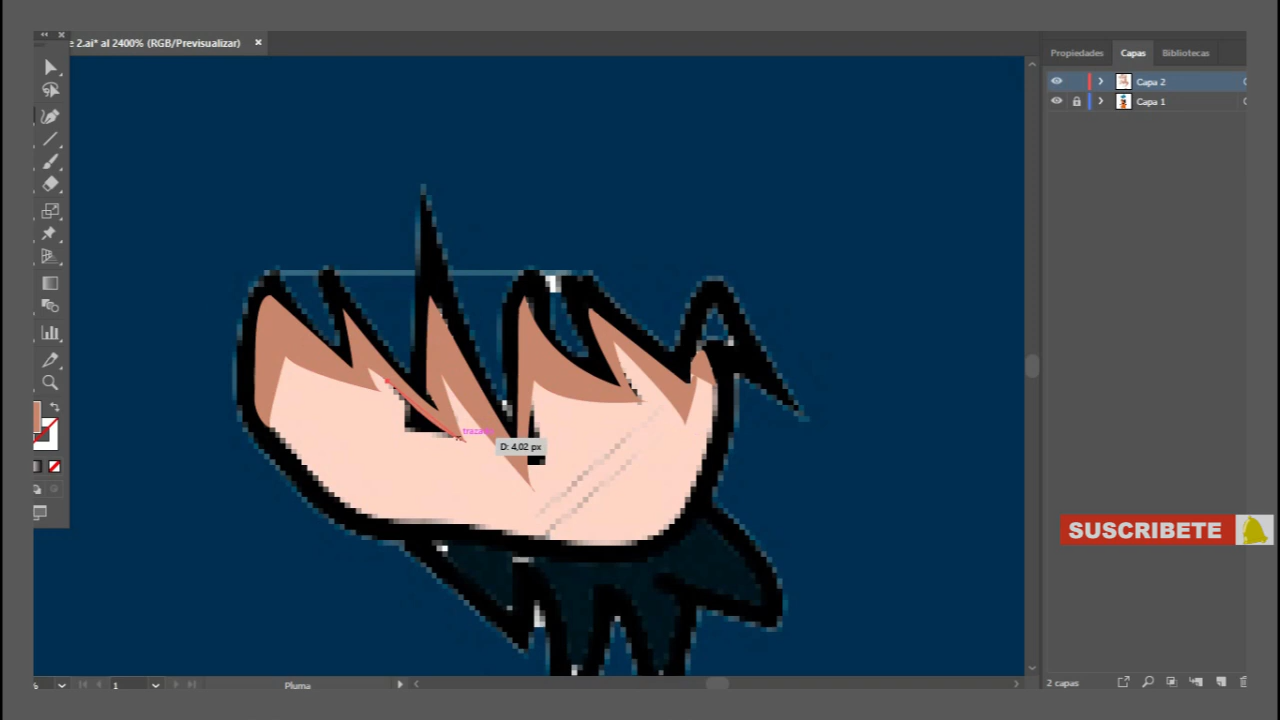 e 2.ai* al 2400% (RGB/Previsualizar) ×
Propiedades Capas Bibliotecas
Capa 2
Capa 1
trazado
D: 4,02 px
SUSCRIBETE
% 1 Pluma
2 capas